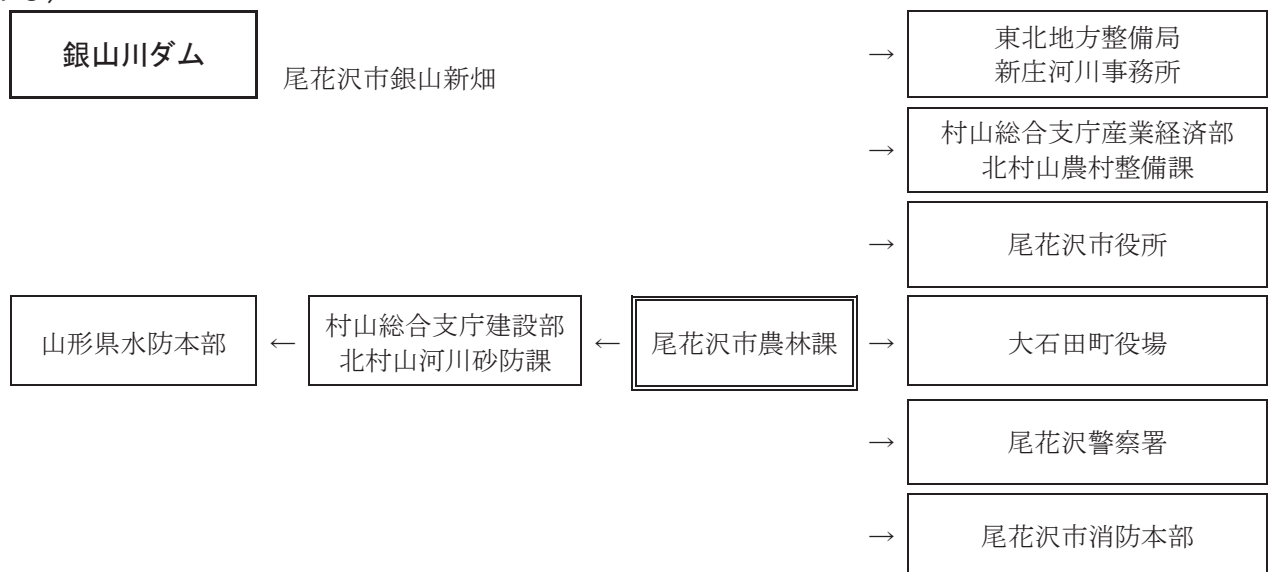 銀山川ダム
尾花沢市銀山新畑
→
東北地方整備局
新庄河川事務所
→
村山総合支庁産業経済部
北村山農村整備課
→
尾花沢市役所
山形県水防本部
←
村山総合支庁建設部
北村山河川砂防課
←
尾花沢市農林課
→
大石田町役場
→
尾花沢警察署
→
尾花沢市消防本部